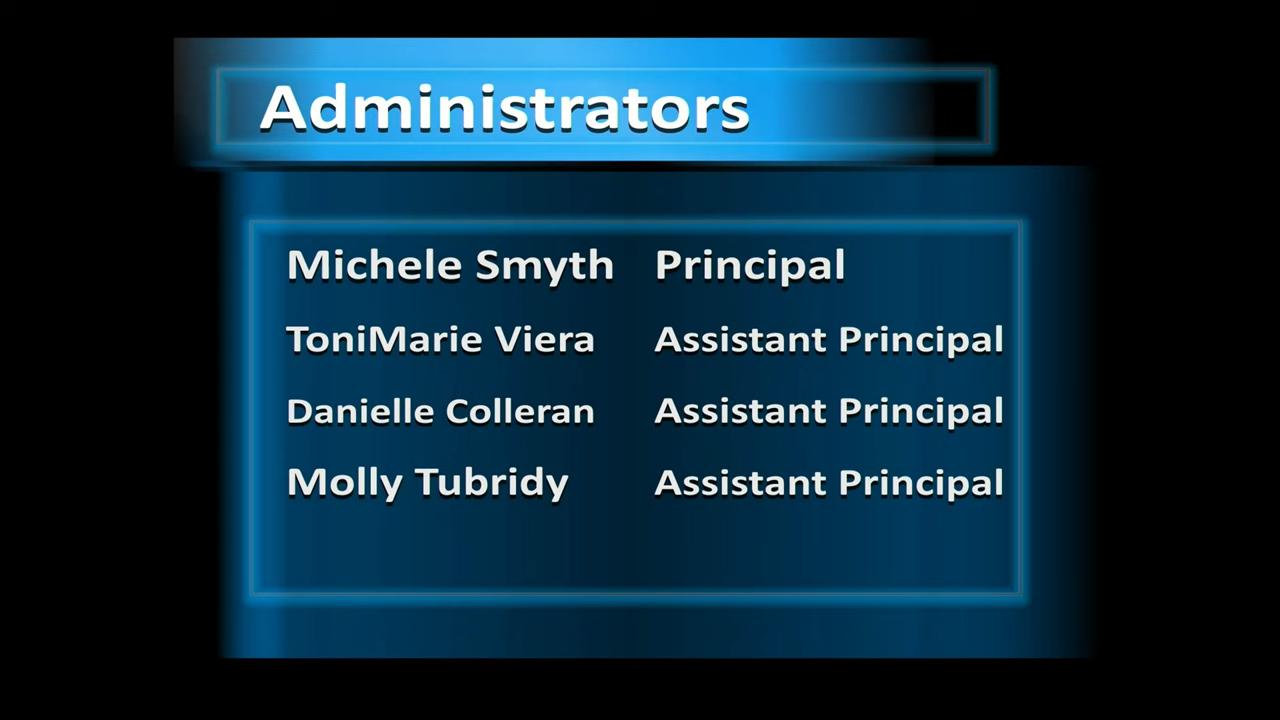 Administrators
Michele Smyth Principal
ToniMarie Viera Assistant Principal
Danielle Colleran Assistant Principal
Molly Tubridy Assistant Principal